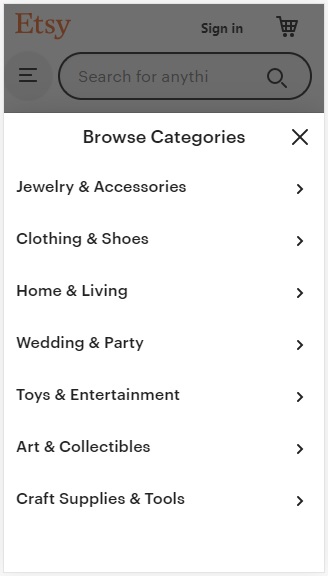 Etsy
Sign in
Search for anythi
Browse Categories
Jewelry & Accessories
Clothing & Shoes
Home & Living
Wedding & Party
Toys & Entertainment
Art & Collectibles
Craft Supplies & Tools